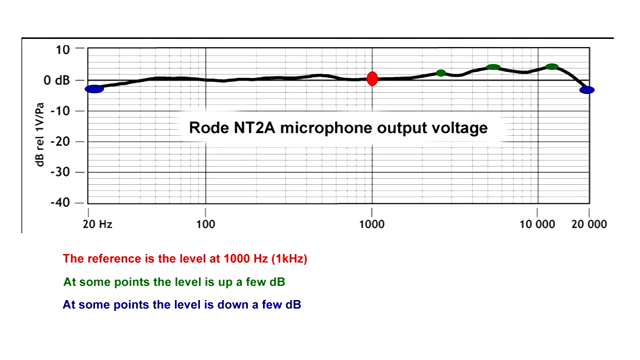 10
0 dB
-10
-20
-30
-40
dB rel 1V/Pa
Rode NT2A microphone output voltage
20 Hz 100 1000 10 000 20 000
The reference is the level at 1000 Hz (1kHz)
At some points the level is up a few dB
At some points the level is down a few dB